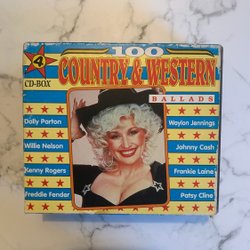 100
4
CD-BOX
COUNTRY & WESTERN
BALLADS
Dolly Parton
Waylon Jennings
Willie Nelson
Johnny Cash
Kenny Rogers
Frankie Laine
Freddie Fender
Patsy Cline